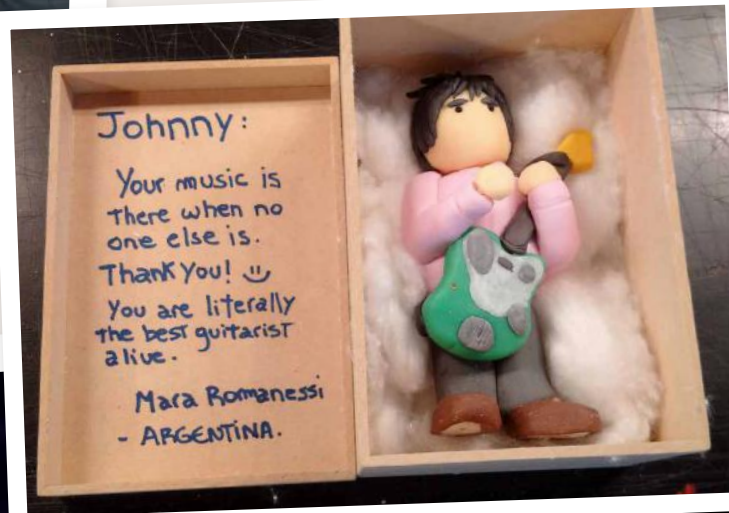 Johnny:
Your music is
there when no
one else is.
Thank you! :)
You are literally
the best guitarist
alive.
Mara Romanessi
- ARGENTINA.